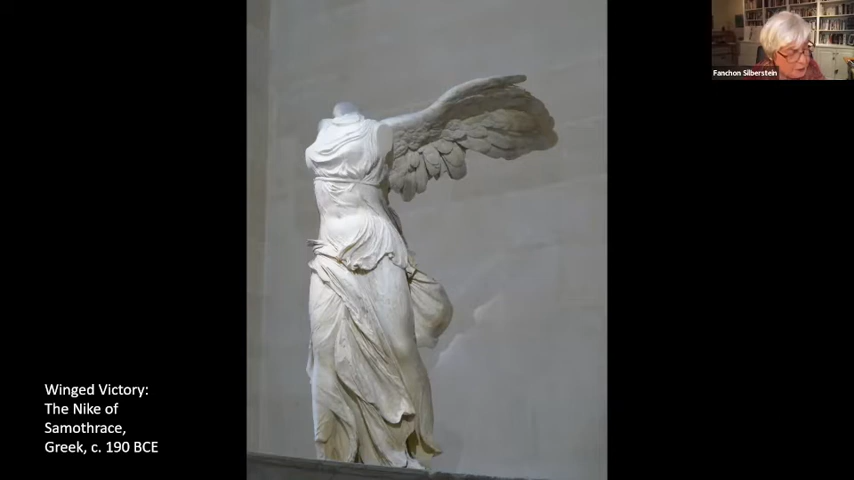 Fanchon Silberstein
Winged Victory:
The Nike of
Samothrace,
Greek, c. 190 BCE